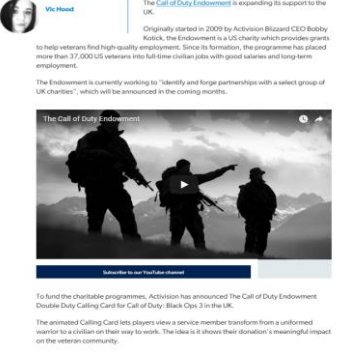 Vic Hood
The Call of Duty Endowment is expanding its support to the
UK.
Originally started in 2009 by Activision Blizzard CEO Bobby
Kotick, the Endowment is a US charity which provides grants
to help veterans find high-quality employment. Since its formation, the programme has placed
more than 37,000 US veterans into full-time civilian jobs with good salaries and long-term
employment.
The Endowment is currently working to "identify and forge partnerships with a select group of
UK charities", which will be announced in the coming months.
The Call of Duty Endowment
Subscribe to our YouTube channel
To fund the charitable programmes, Activision has announced The Call of Duty Endowment
Double Duty Calling Card for Call of Duty: Black Ops 3 in the UK.
The animated Calling Card lets players view a service member transform from a uniformed
warrior to a civilian on their way to work. The idea is it shows their donation's meaningful impact
on the veteran community.